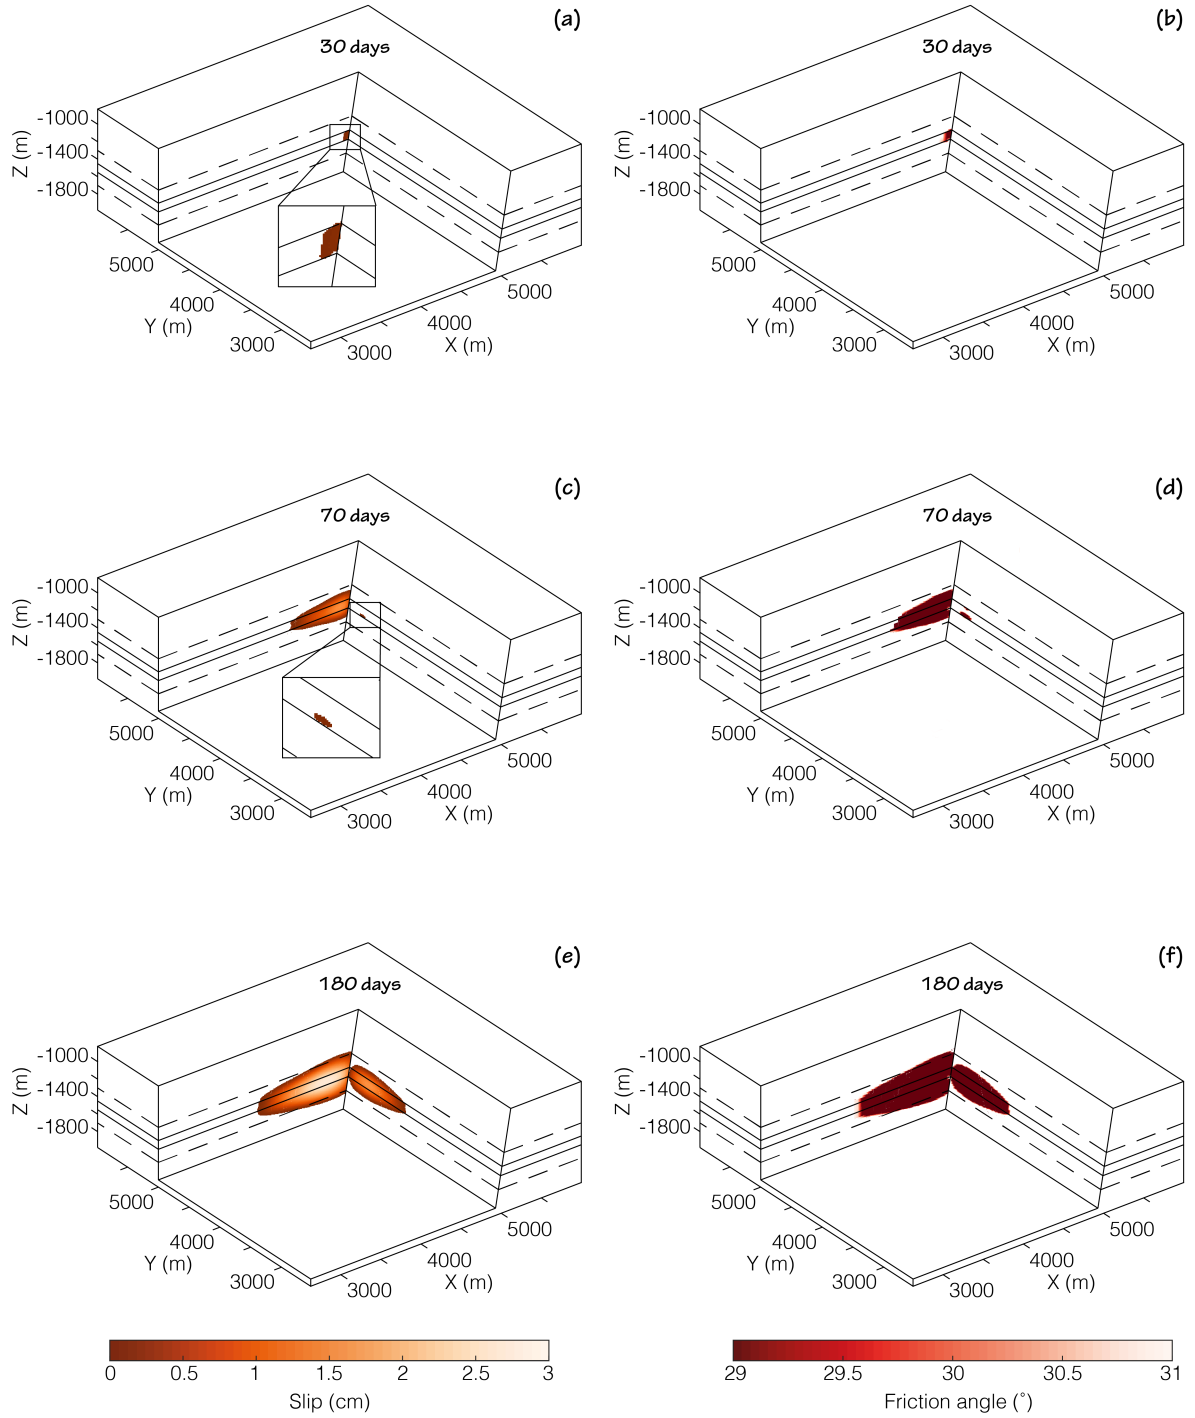 (a)
30 days
-1000
-1400
-1800
Z (m)
5000
4000
3000
Y (m)
3000
4000
5000
X (m)
(b)
30 days
-1000
-1400
-1800
Z (m)
5000
4000
3000
Y (m)
3000
4000
5000
X (m)
(c)
70 days
-1000
-1400
-1800
Z (m)
5000
4000
3000
Y (m)
3000
4000
5000
X (m)
(d)
70 days
-1000
-1400
-1800
Z (m)
5000
4000
3000
Y (m)
3000
4000
5000
X (m)
(e)
180 days
-1000
-1400
-1800
Z (m)
5000
4000
3000
Y (m)
3000
4000
5000
X (m)
(f)
180 days
-1000
-1400
-1800
Z (m)
5000
4000
3000
Y (m)
3000
4000
5000
X (m)
0 0.5 1 1.5 2 2.5 3
Slip (cm)
29 29.5 30 30.5 31
Friction angle (°)